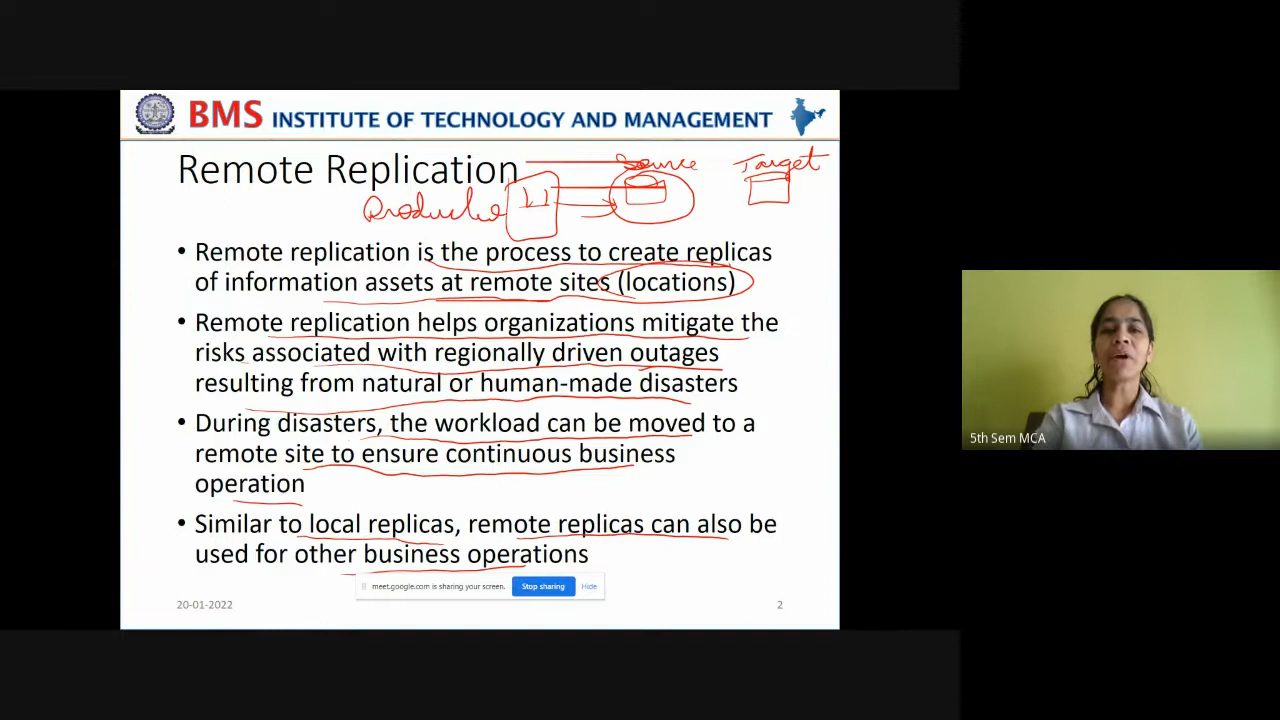 BMS INSTITUTE OF TECHNOLOGY AND MANAGEMENT
Remote Replication
Source
Target
• Remote replication is the process to create replicas
of information assets at remote sites (locations)
• Remote replication helps organizations mitigate the
risks associated with regionally driven outages
resulting from natural or human-made disasters
• During disasters, the workload can be moved to a
remote site to ensure continuous business
operation
• Similar to local replicas, remote replicas can also be
used for other business operations
meet.google.com is sharing your screen. Stop sharing Hide
20-01-2022
2
5th Sem MCA